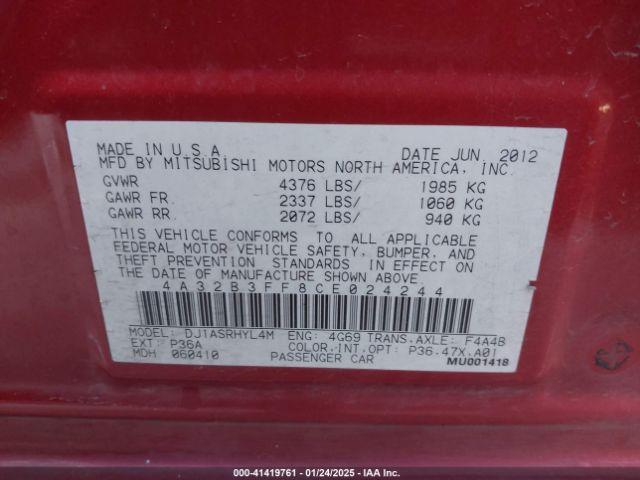 MADE IN U.S.A. DATE JUN. 2012
MFD BY MITSUBISHI MOTORS NORTH AMERICA, INC.
GVWR 4376 LBS/ 1985 KG
GAWR FR. 2337 LBS/ 1060 KG
GAWR RR. 2072 LBS/ 940 KG
THIS VEHICLE CONFORMS TO ALL APPLICABLE
FEDERAL MOTOR VEHICLE SAFETY, BUMPER, AND
THEFT PREVENTION STANDARDS IN EFFECT ON
THE DATE OF MANUFACTURE SHOWN ABOVE.
4A32B3FF8CE024244
MODEL: DJ1ASRHYL4M ENG: 4G69 TRANS.AXLE: F4A4B
EXT: P36A COLOR.INT.OPT: P36.47X.A01
MDH 060410 PASSENGER CAR MU001418
000-41419761 - 01/24/2025 - IAA Holdings, LLC.